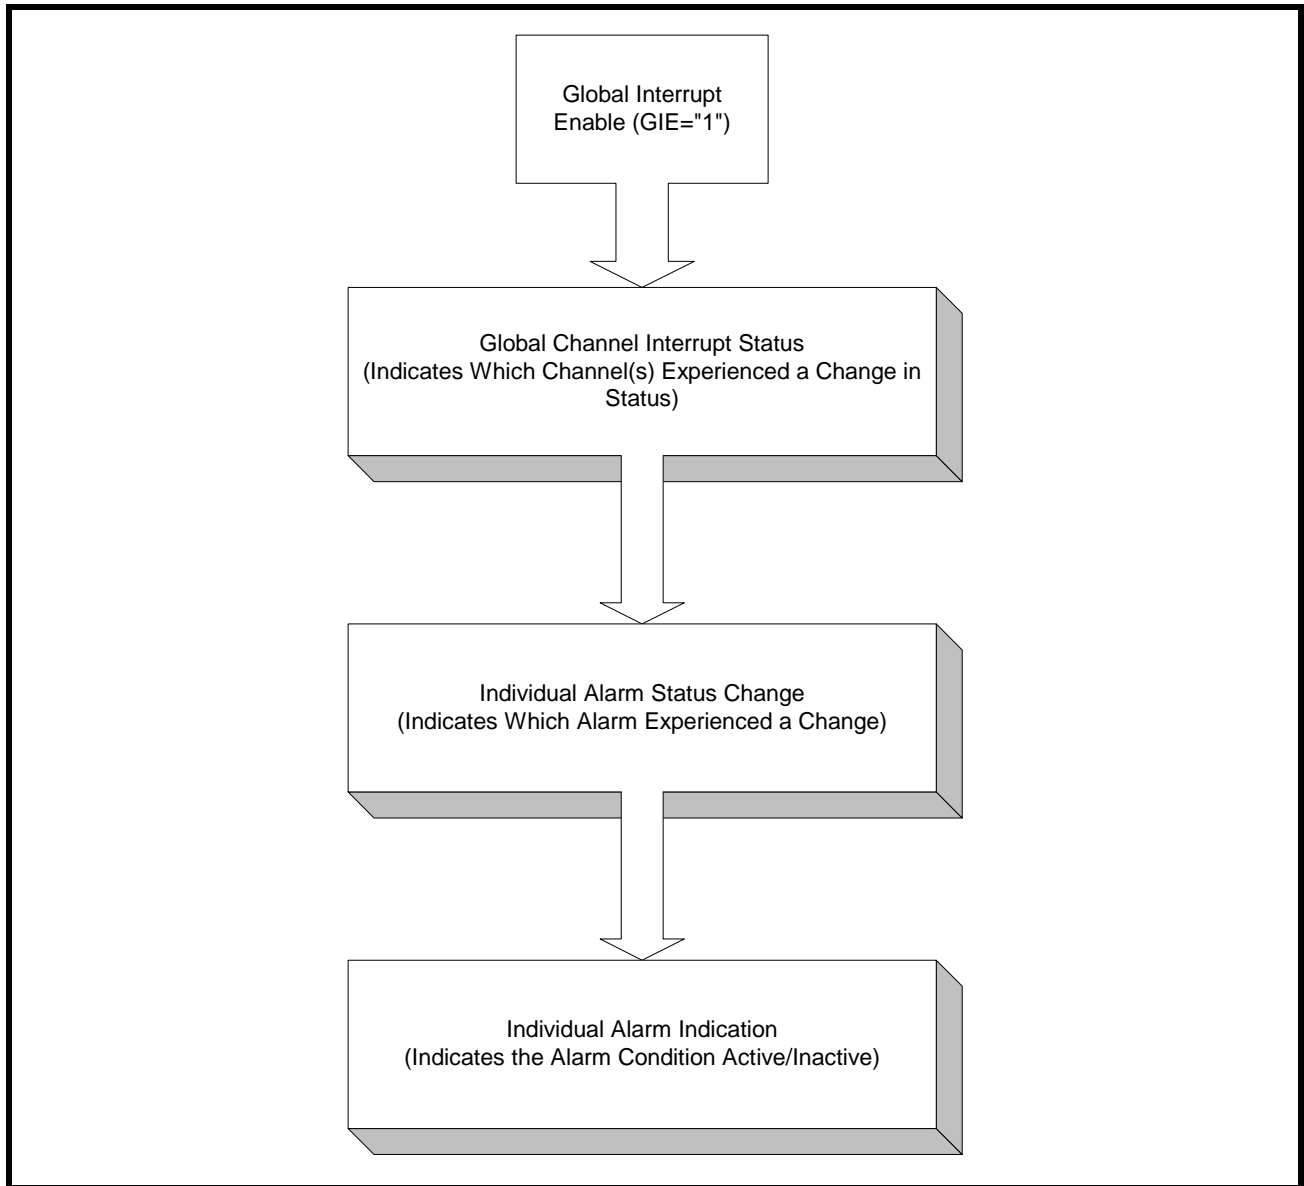 Global Interrupt
Enable (GIE="1")
Global Channel Interrupt Status
(Indicates Which Channel(s) Experienced a Change in
Status)
Individual Alarm Status Change
(Indicates Which Alarm Experienced a Change)
Individual Alarm Indication
(Indicates the Alarm Condition Active/Inactive)